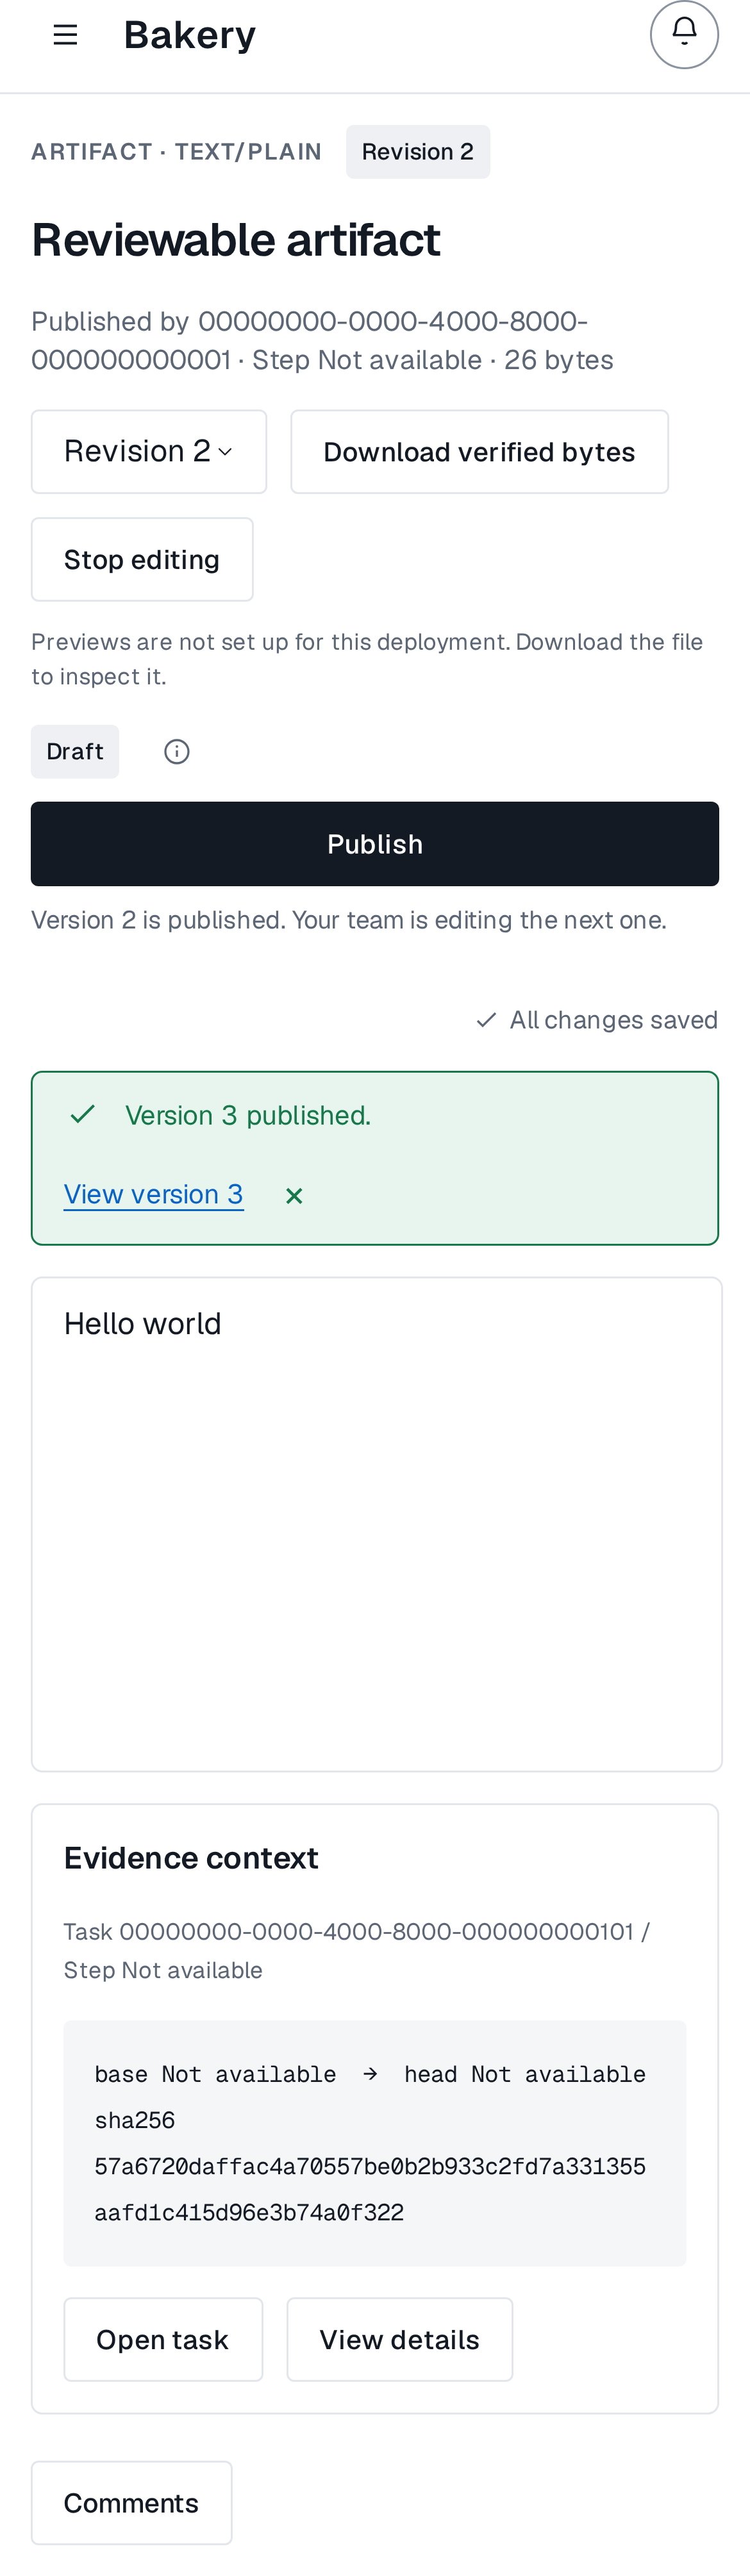 Bakery
ARTIFACT · TEXT/PLAIN
Revision 2
Reviewable artifact
Published by 00000000-0000-4000-8000-
000000000001 · Step Not available · 26 bytes
Revision 2
Download verified bytes
Stop editing
Previews are not set up for this deployment. Download the file
to inspect it.
Draft
Publish
Version 2 is published. Your team is editing the next one.
All changes saved
Version 3 published.
View version 3
Hello world
Evidence context
Task 00000000-0000-4000-8000-000000000101 /
Step Not available
base Not available → head Not available
sha256
57a6720daffac4a70557be0b2b933c2fd7a331355
aafd1c415d96e3b74a0f322
Open task
View details
Comments